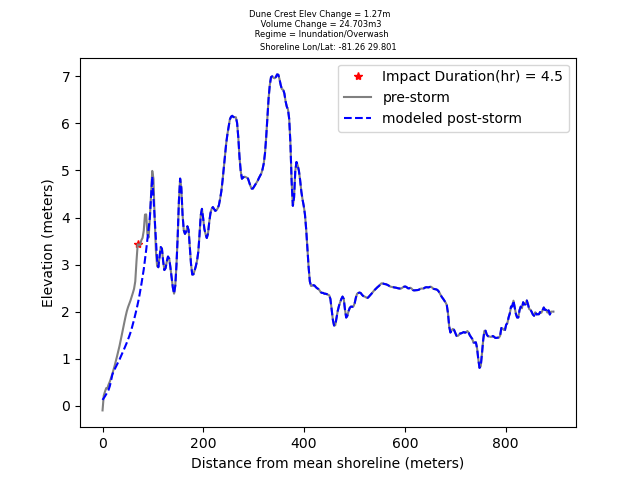 Dune Crest Elev Change = 1.27m
Volume Change = 24.703m3
Regime = Inundation/Overwash
Shoreline Lon/Lat: -81.26 29.801
Impact Duration(hr) = 4.5
pre-storm
modeled post-storm
Elevation (meters)
7
6
5
4
3
2
1
0
0 200 400 600 800
Distance from mean shoreline (meters)